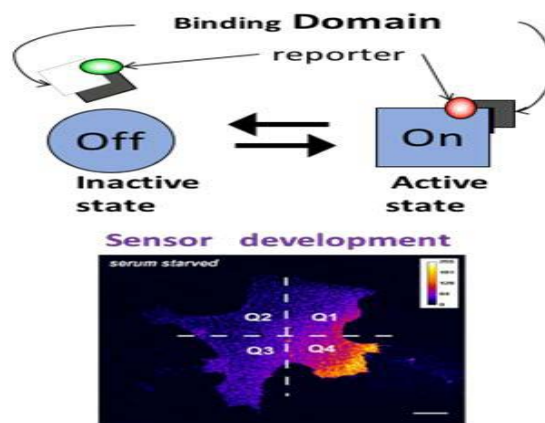 Binding Domain
reporter
Off
On
Inactive
state
Active
state
Sensor development
serum starved
Q2
Q1
Q3
Q4